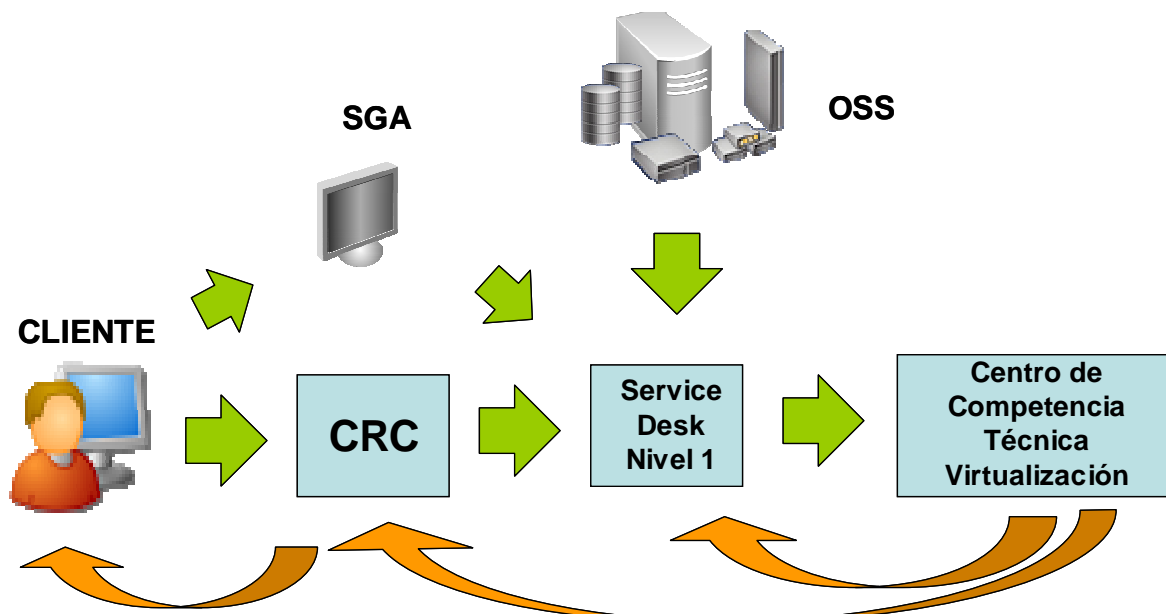 SGA
OSS
CLIENTE
CRC
Service
Desk
Nivel 1
Centro de
Competencia
Técnica
Virtualización